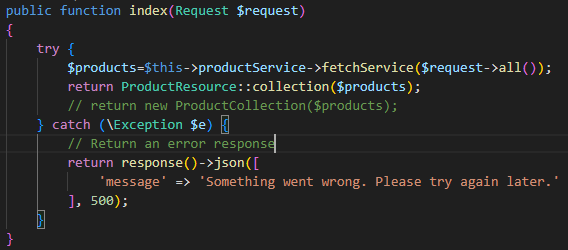 public function index(Request $request)
{
try {
$products=$this->productService->fetchService($request->all());
return ProductResource::collection($products);
// return new ProductCollection($products);
} catch (\Exception $e) {
// Return an error response
return response()->json([
'message' => 'Something went wrong. Please try again later.'
], 500);
}
}